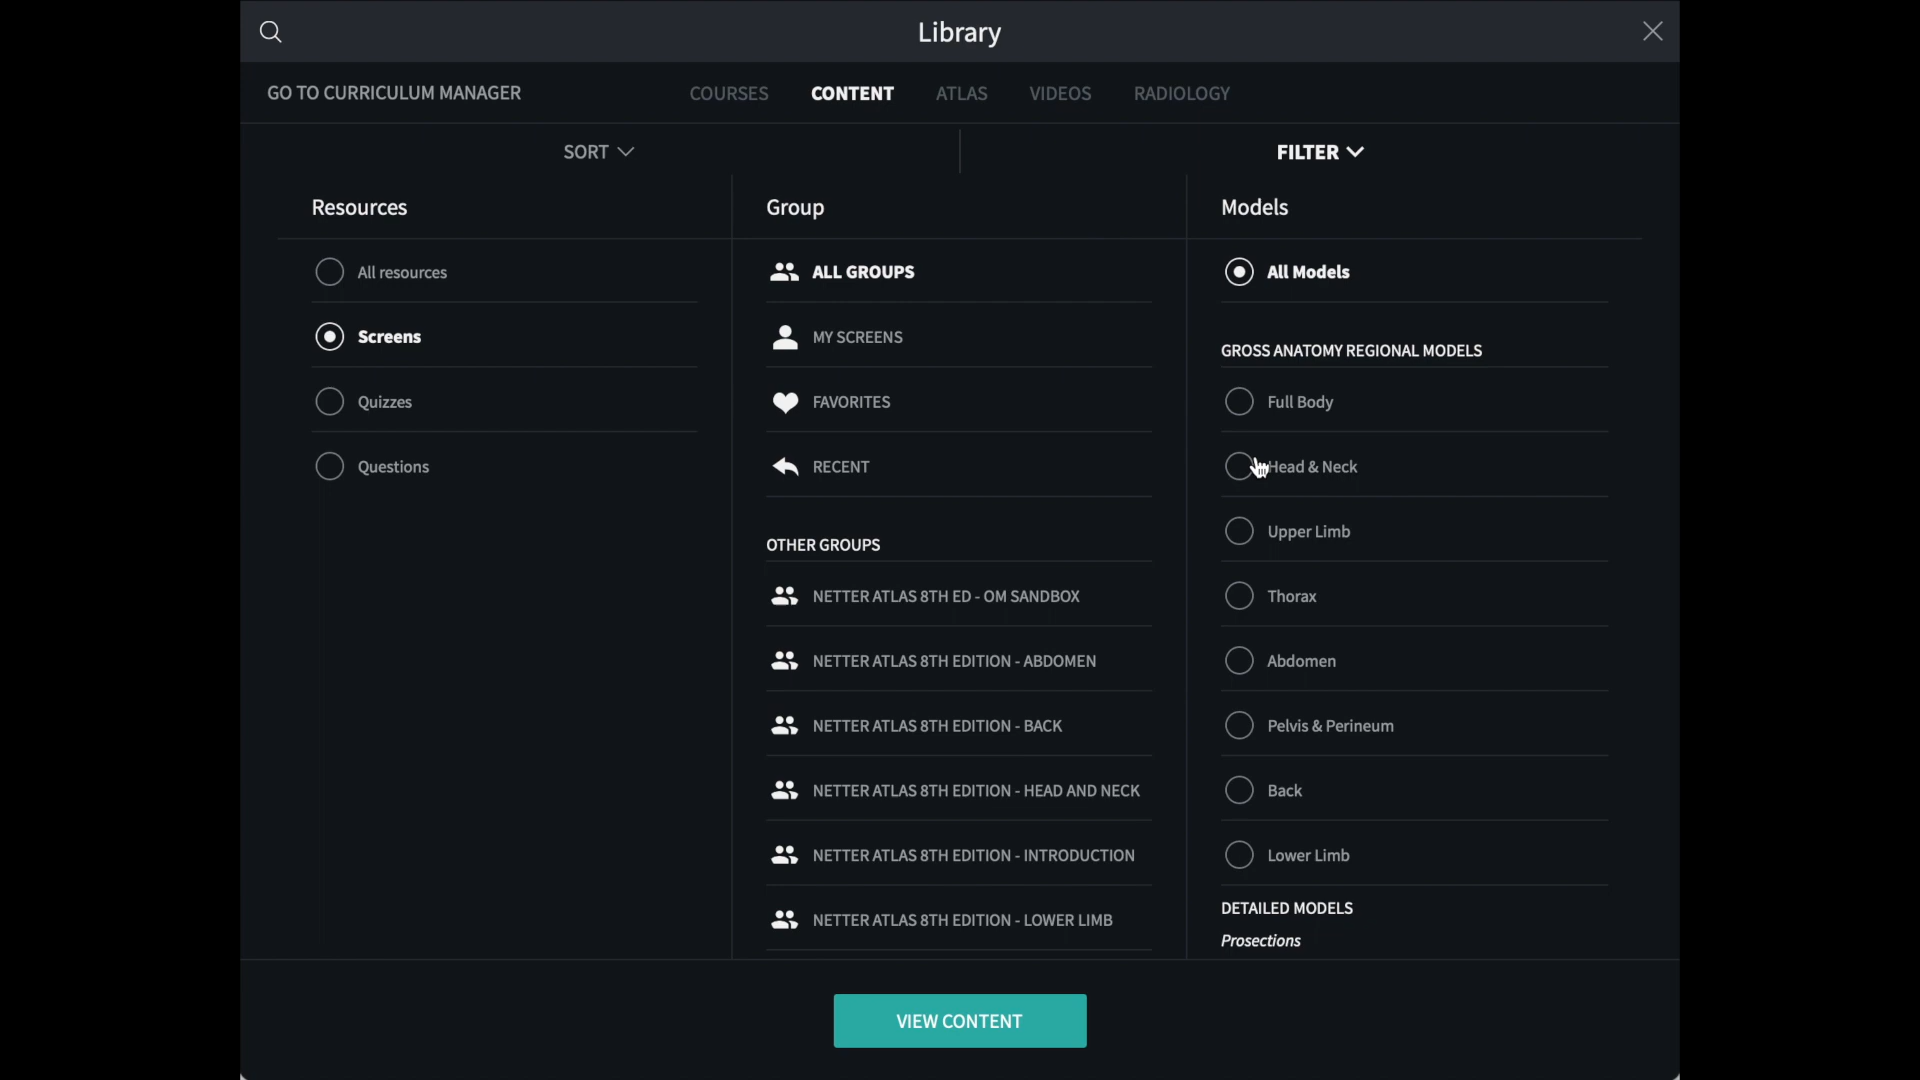 Library
GO TO CURRICULUM MANAGER
COURSES
CONTENT
ATLAS
VIDEOS
RADIOLOGY
SORT
FILTER
Resources
All resources
Screens
Quizzes
Questions
Group
ALL GROUPS
MY SCREENS
FAVORITES
RECENT
OTHER GROUPS
NETTER ATLAS 8TH ED - OM SANDBOX
NETTER ATLAS 8TH EDITION - ABDOMEN
NETTER ATLAS 8TH EDITION - BACK
NETTER ATLAS 8TH EDITION - HEAD AND NECK
NETTER ATLAS 8TH EDITION - INTRODUCTION
NETTER ATLAS 8TH EDITION - LOWER LIMB
Models
All Models
GROSS ANATOMY REGIONAL MODELS
Full Body
Head & Neck
Upper Limb
Thorax
Abdomen
Pelvis & Perineum
Back
Lower Limb
DETAILED MODELS
Prosections
VIEW CONTENT